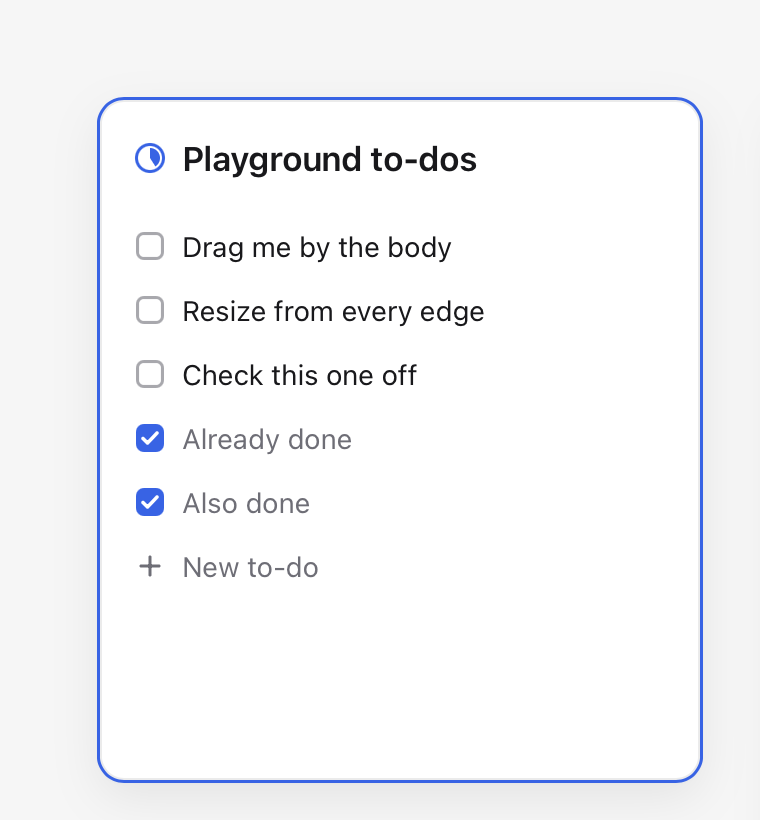 Playground to-dos
Drag me by the body
Resize from every edge
Check this one off
Already done
Also done
New to-do